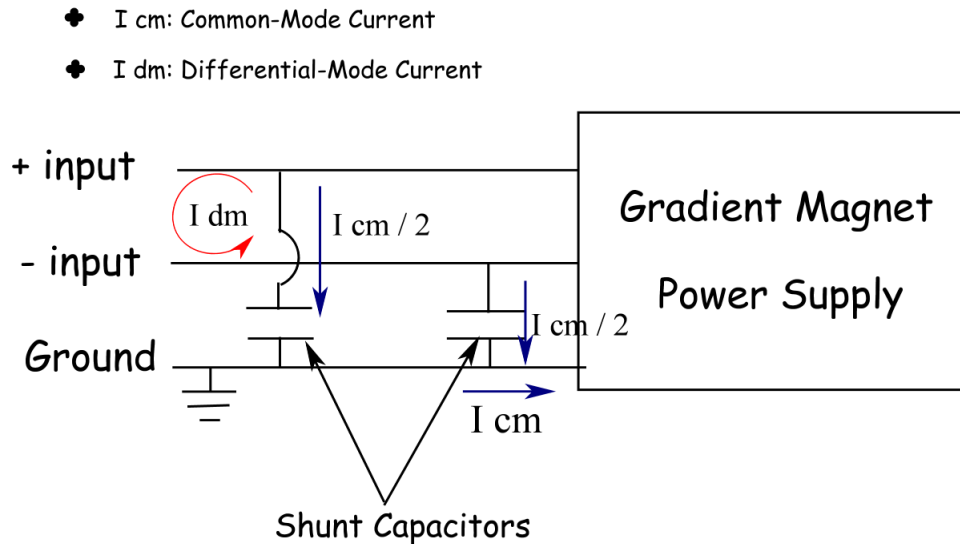 I cm: Common-Mode Current
I dm: Differential-Mode Current
+ input
I dm
I cm / 2
- input
I cm / 2
Ground
I cm
Shunt Capacitors
Gradient Magnet
Power Supply